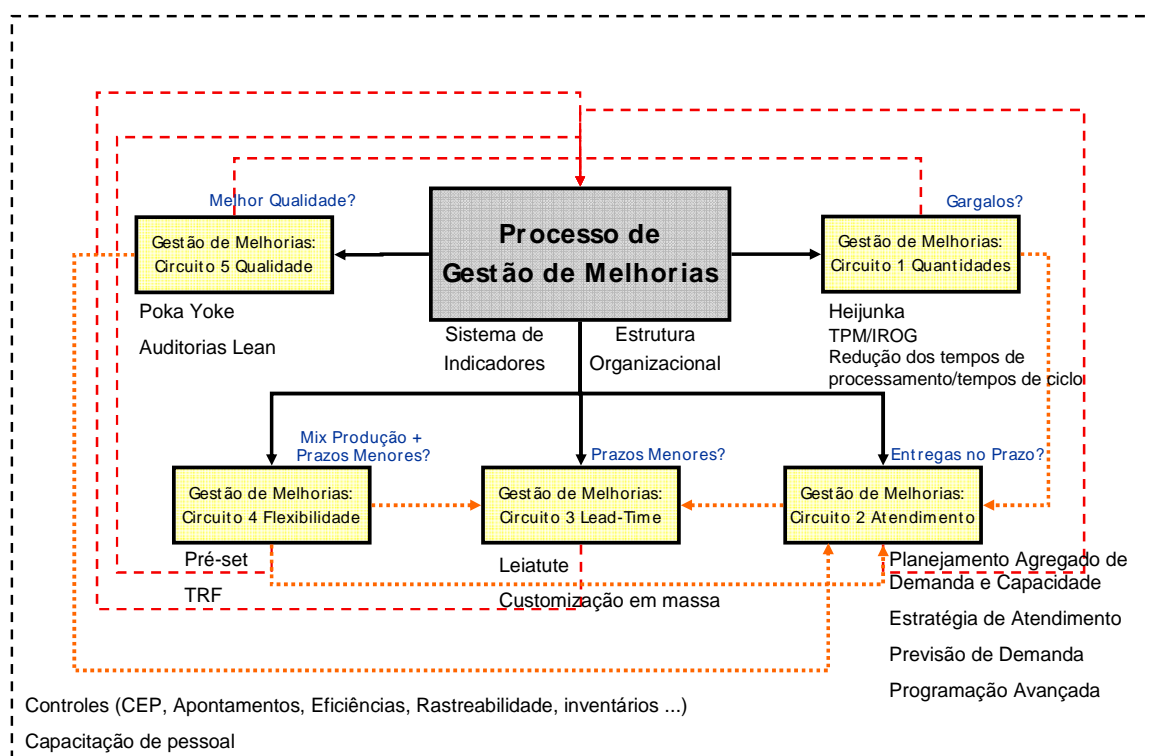 Melhor Qualidade?
Gestão de Melhorias:
Circuito 5 Qualidade
Poka Yoke
Auditorias Lean
Processo de
Gestão de Melhorias
Sistema de
Indicadores
Estrutura
Organizacional
Gargalos?
Gestão de Melhorias:
Circuito 1 Quantidades
Heijunka
TPM/IROG
Redução dos tempos de
processamento/tempos de ciclo
Mix Produção +
Prazos Menores?
Gestão de Melhorias:
Circuito 4 Flexibilidade
Pré-set
TRF
Prazos Menores?
Gestão de Melhorias:
Circuito 3 Lead-Time
Leiatute
Customização em massa
Entregas no Prazo?
Gestão de Melhorias:
Circuito 2 Atendimento
Planejamento Agregado de
Demanda e Capacidade
Estratégia de Atendimento
Previsão de Demanda
Programação Avançada
Controles (CEP, Apontamentos, Eficiências, Rastreabilidade, inventários ...)
Capacitação de pessoal